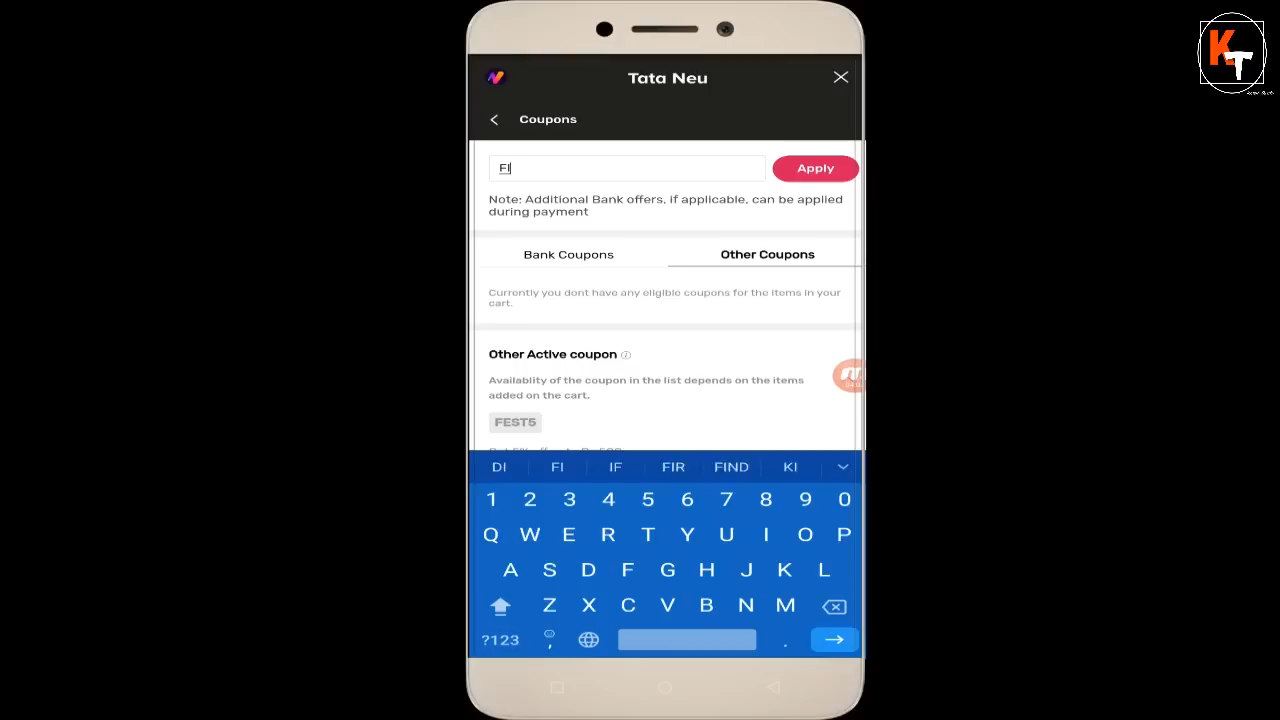 KT
Tata Neu
Coupons
FI
Apply
Note: Additional Bank offers, if applicable, can be applied
during payment
Bank Coupons
Other Coupons
Currently you dont have any eligible coupons for the items in your
cart.
Other Active coupon
Availablity of the coupon in the list depends on the items
added on the cart.
FEST5
DI FI IF FIR FIND KI
1 2 3 4 5 6 7 8 9 0
Q W E R T Y U I O P
A S D F G H J K L
Z X C V B N M
?123 , .